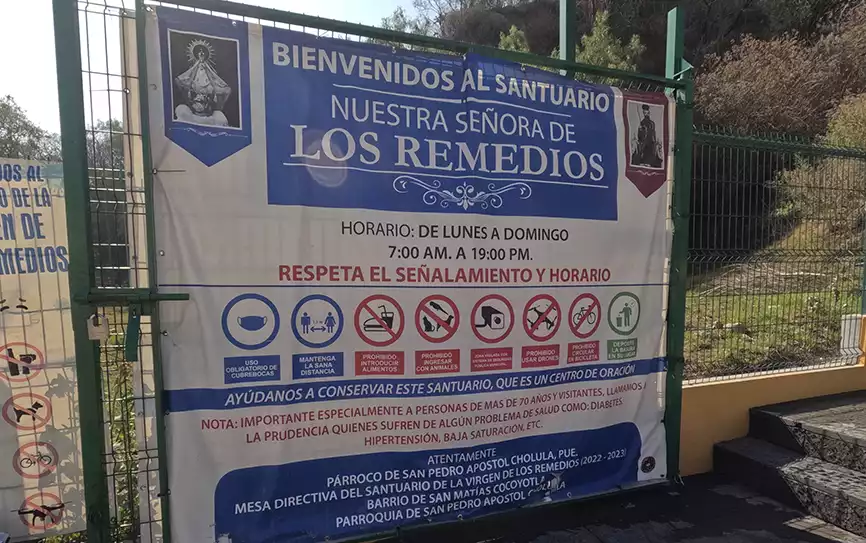 BIENVENIDOS AL SANTUARIO
NUESTRA SEÑORA DE
LOS REMEDIOS
HORARIO: DE LUNES A DOMINGO
7:00 AM. A 19:00 PM.
RESPETA EL SEÑALAMIENTO Y HORARIO
USO
OBLIGATORIO DE
CUBREBOCAS
MANTENGA
LA SANA
DISTANCIA
PROHIBIDO
INTRODUCIR
ALIMENTOS
PROHIBIDO
INGRESAR
CON ANIMALES
PROHIBIDO
USAR DRONES
PROHIBIDO
CIRCULAR
EN BICICLETA
DEPOSITE
LA BASURA
AYÚDANOS A CONSERVAR ESTE SANTUARIO, QUE ES UN CENTRO DE ORACIÓN
NOTA: IMPORTANTE ESPECIALMENTE A PERSONAS DE MAS DE 70 AÑOS Y VISITANTES, LLAMAMOS A
LA PRUDENCIA QUIENES SUFREN DE ALGÚN PROBLEMA DE SALUD COMO: DIABETES
HIPERTENSIÓN, BAJA SATURACIÓN, ETC.
ATENTAMENTE
PÁRROCO DE SAN PEDRO APOSTOL CHOLULA, PUE.
MESA DIRECTIVA DEL SANTUARIO DE LA VIRGEN DE LOS REMEDIOS (2022 - 2023)
BARRIO DE SAN MATÍAS COCOYOTLA
PARROQUIA DE SAN PEDRO APOSTOL CHOLULA
OS AL
O DE LA
EN DE
MEDIOS